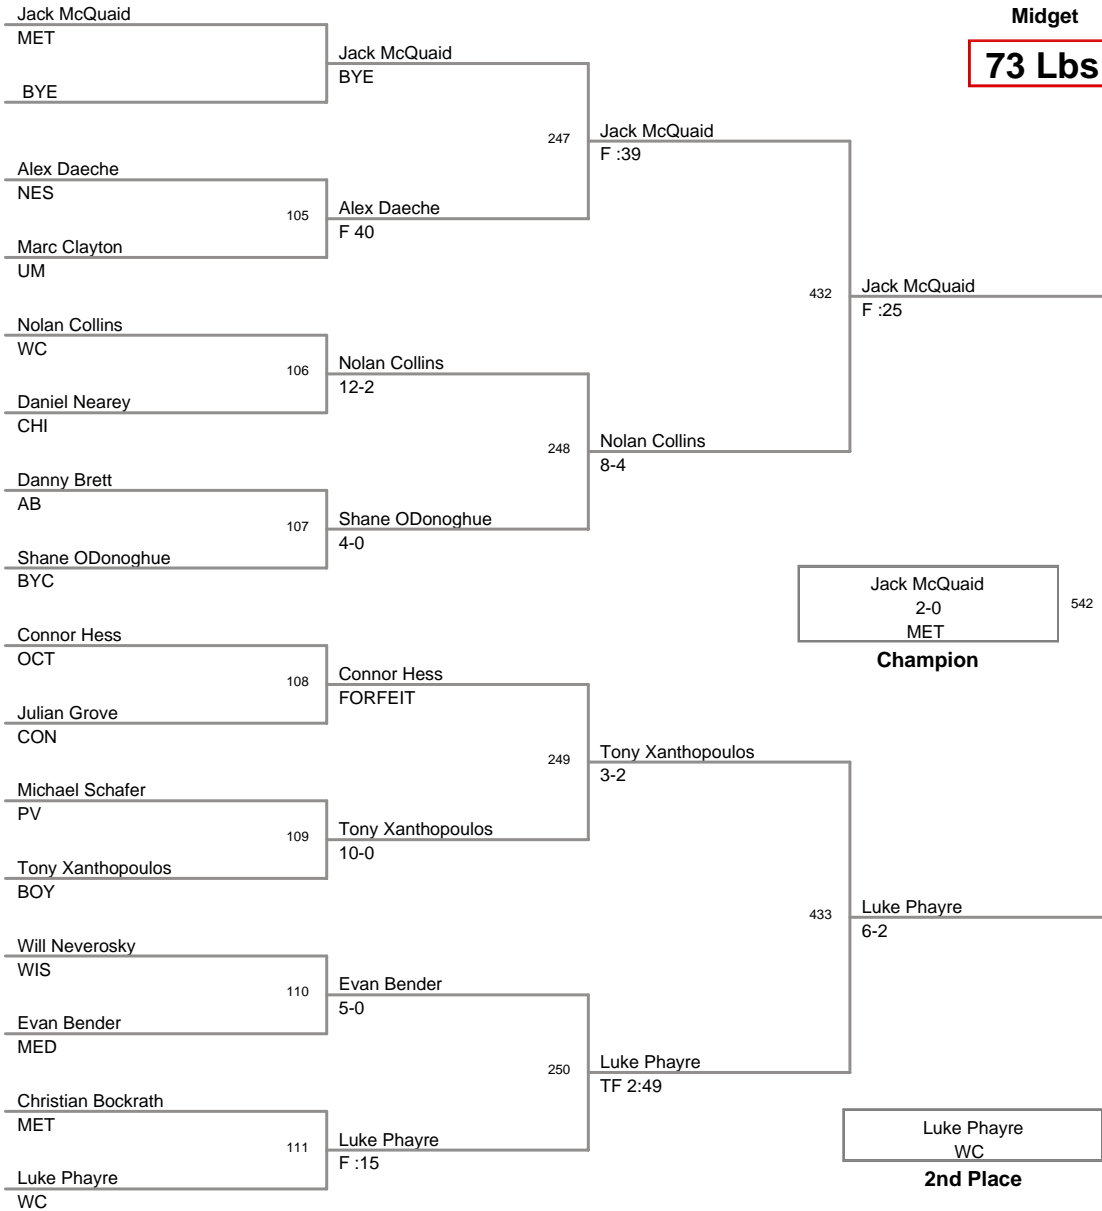 Midget
73 Lbs
Jack McQuaid
MET
BYE
Alex Daeche
NES
Marc Clayton
UM
Nolan Collins
WC
Daniel Nearey
CHI
Danny Brett
AB
Shane ODonoghue
BYC
Connor Hess
OCT
Julian Grove
CON
Michael Schafer
PV
Tony Xanthopoulos
BOY
Will Neverosky
WIS
Evan Bender
MED
Christian Bockrath
MET
Luke Phayre
WC
Jack McQuaid
BYE
105
Alex Daeche
F 40
106
Nolan Collins
12-2
107
Shane ODonoghue
4-0
108
Connor Hess
FORFEIT
109
Tony Xanthopoulos
10-0
110
Evan Bender
5-0
111
Luke Phayre
F :15
247
Jack McQuaid
F :39
248
Nolan Collins
8-4
249
Tony Xanthopoulos
3-2
250
Luke Phayre
TF 2:49
432
Jack McQuaid
F :25
433
Luke Phayre
6-2
Jack McQuaid
2-0
MET
542
Champion
Luke Phayre
WC
2nd Place